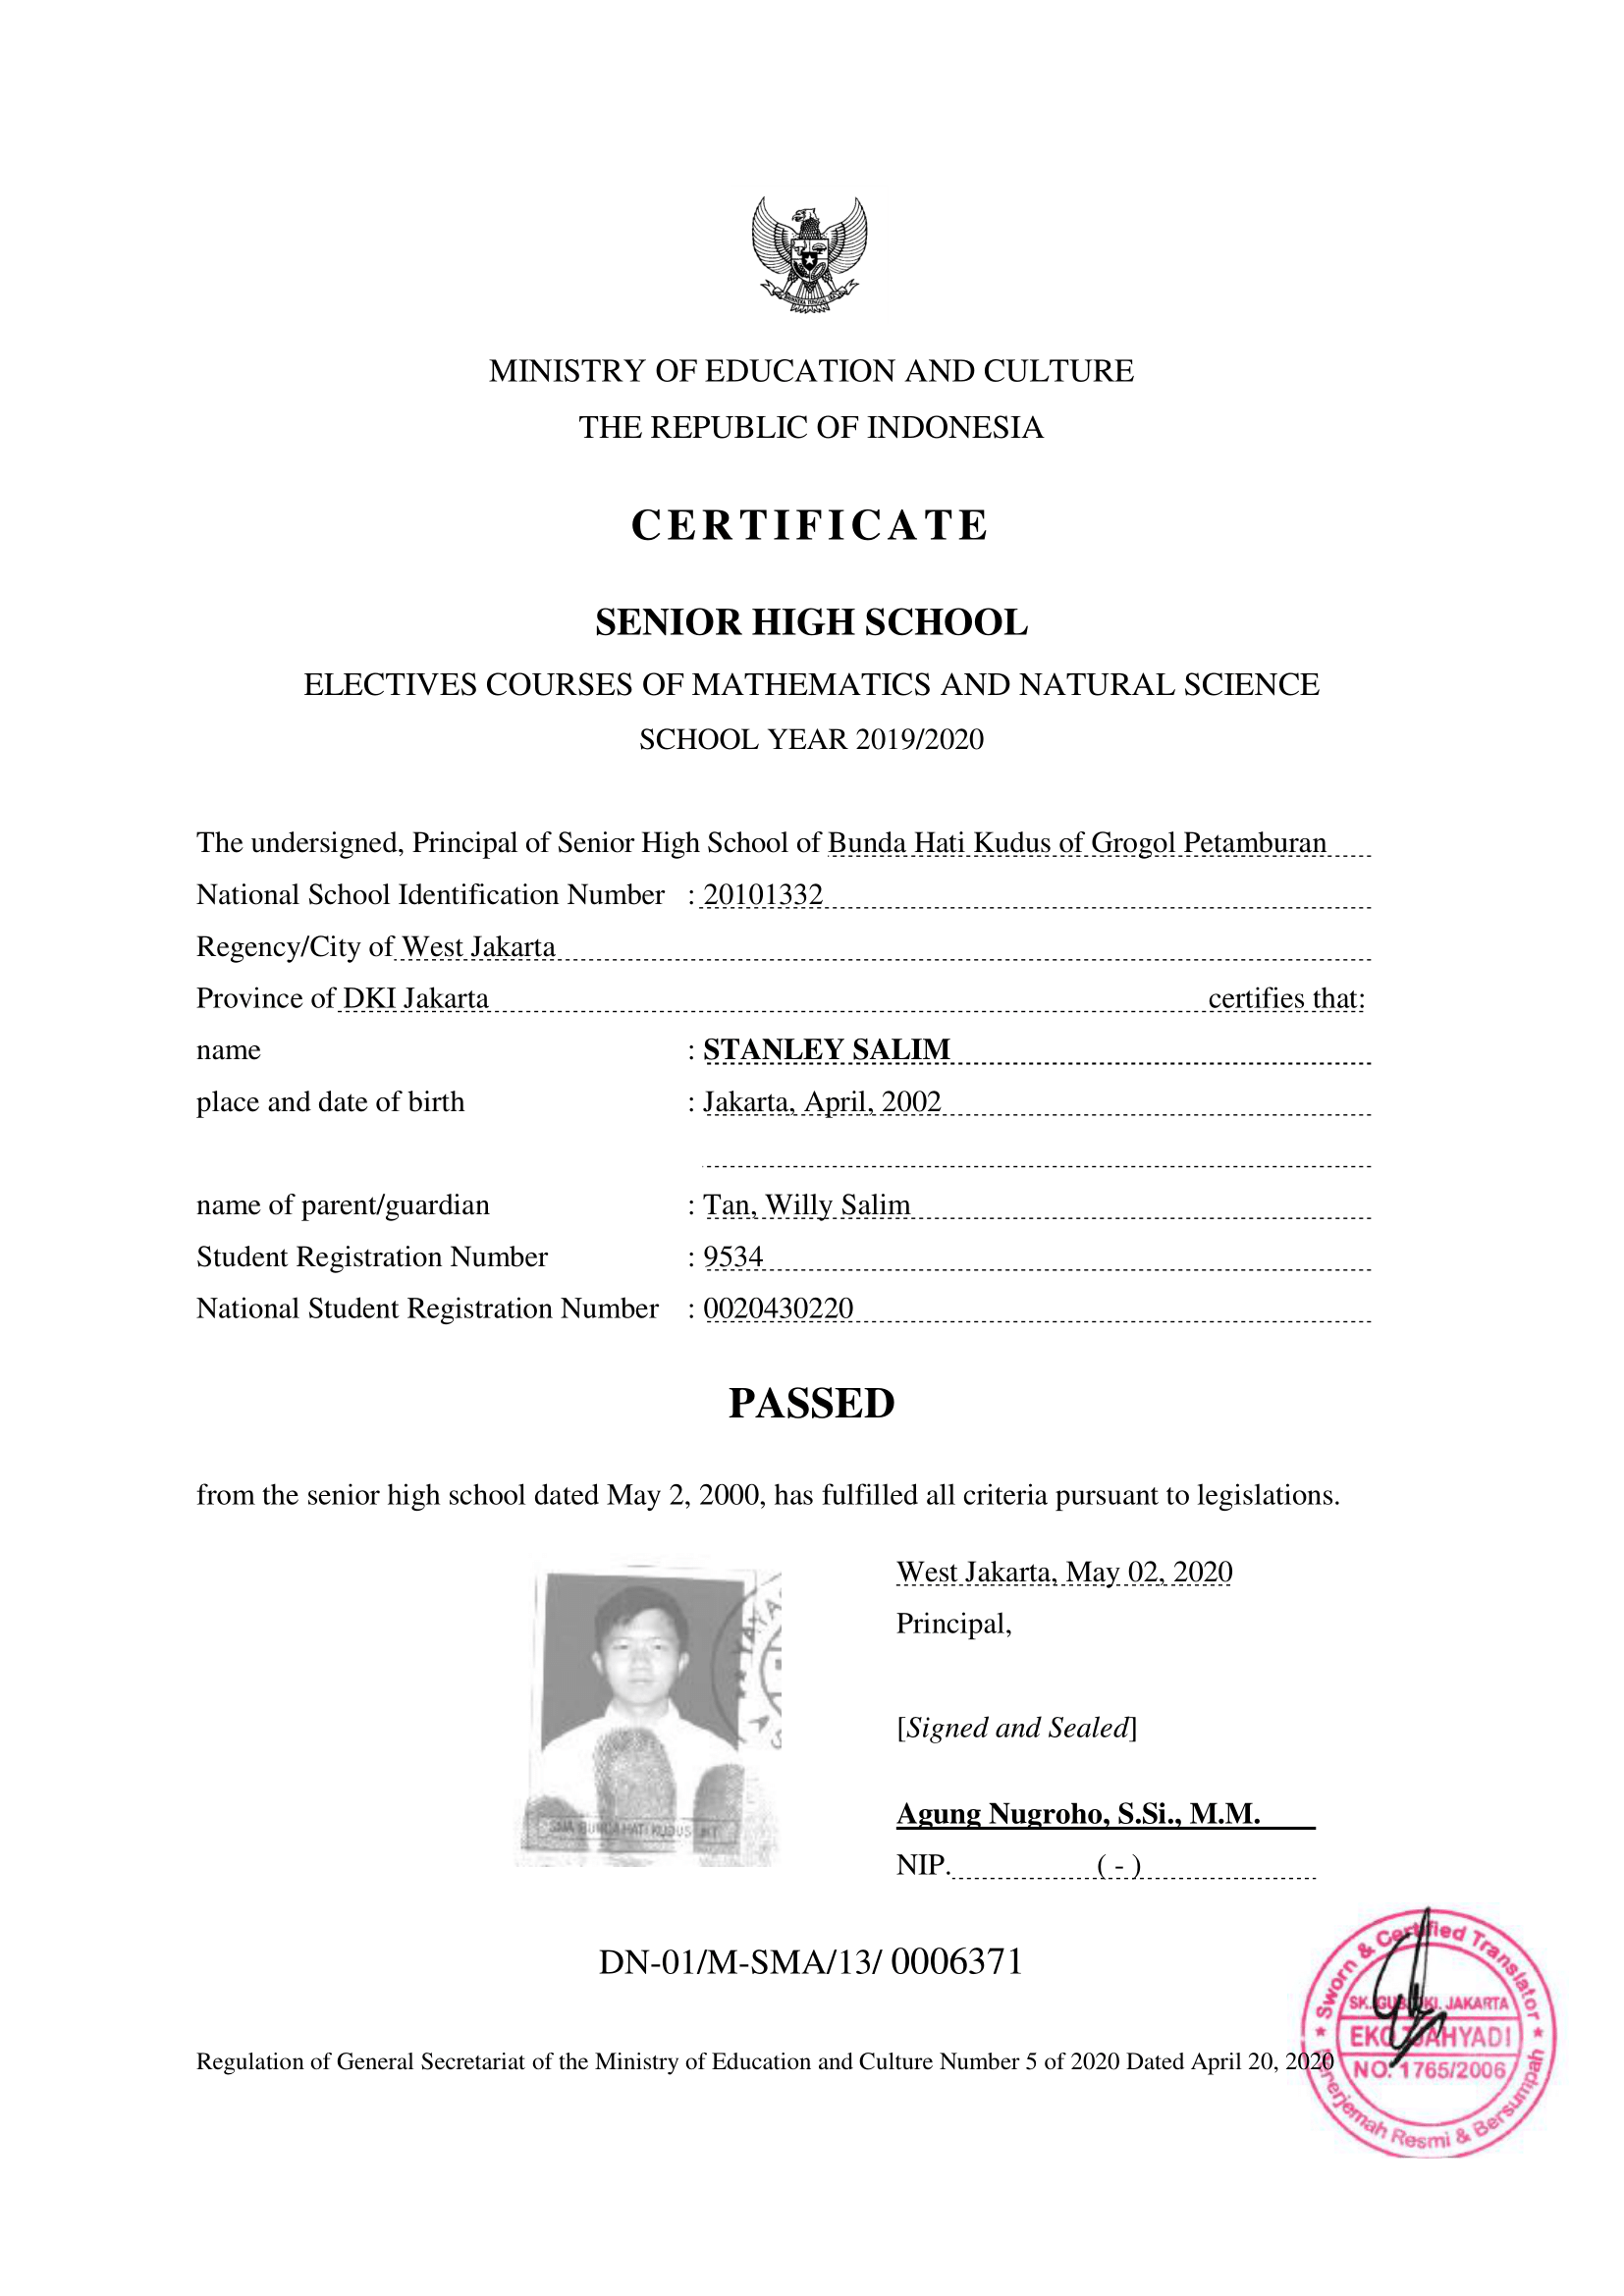 MINISTRY OF EDUCATION AND CULTURE
THE REPUBLIC OF INDONESIA
CERTIFICATE
SENIOR HIGH SCHOOL
ELECTIVES COURSES OF MATHEMATICS AND NATURAL SCIENCE
SCHOOL YEAR 2019/2020
The undersigned, Principal of Senior High School of Bunda Hati Kudus of Grogol Petamburan
National School Identification Number : 20101332
Regency/City of West Jakarta
Province of DKI Jakarta certifies that:
name : STANLEY SALIM
place and date of birth : Jakarta, April, 2002
name of parent/guardian : Tan, Willy Salim
Student Registration Number : 9534
National Student Registration Number : 0020430220
PASSED
from the senior high school dated May 2, 2000, has fulfilled all criteria pursuant to legislations.
West Jakarta, May 02, 2020
Principal,
[Signed and Sealed]
Agung Nugroho, S.Si., M.M.
NIP. ( - )
SMA BUNDA HATI KUDUS JKT
DN-01/M-SMA/13/ 0006371
Regulation of General Secretariat of the Ministry of Education and Culture Number 5 of 2020 Dated April 20, 2020
Sworn & Certified Translator
SK. GUB. DKI. JAKARTA
EKO TJAHYADI
NO. 1765/2006
Penerjemah Resmi & Bersumpah